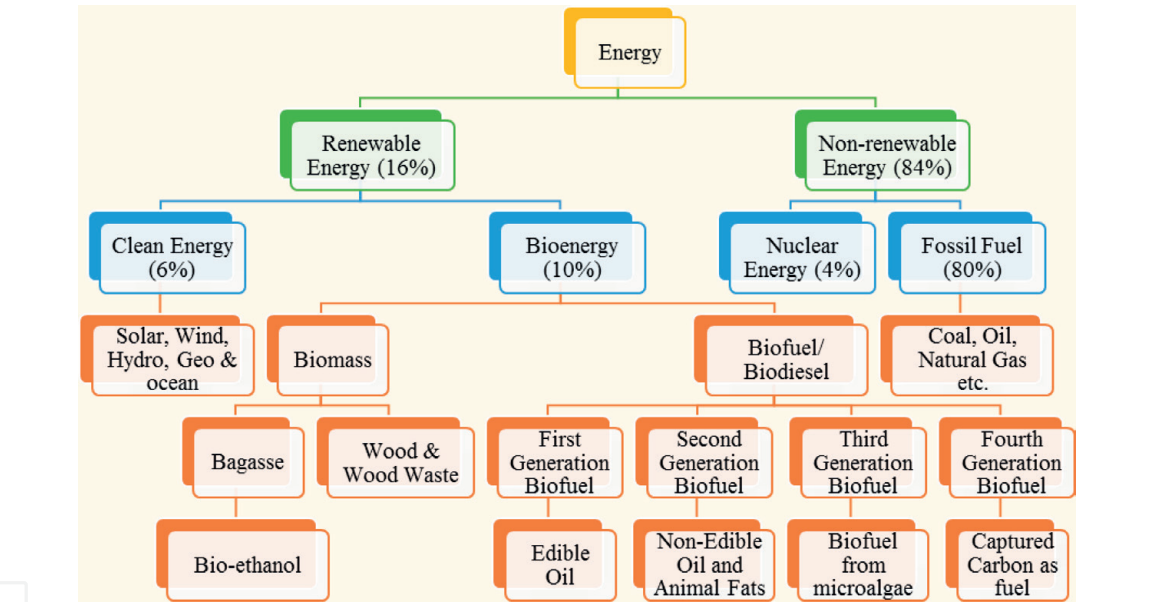 Energy
Renewable
Energy (16%)
Non-renewable
Energy (84%)
Clean Energy
(6%)
Bioenergy
(10%)
Nuclear
Energy (4%)
Fossil Fuel
(80%)
Solar, Wind,
Hydro, Geo &
ocean
Biomass
Biofuel/
Biodiesel
Coal, Oil,
Natural Gas
etc.
Bagasse
Wood &
Wood Waste
First
Generation
Biofuel
Second
Generation
Biofuel
Third
Generation
Biofuel
Fourth
Generation
Biofuel
Bio-ethanol
Edible
Oil
Non-Edible
Oil and
Animal Fats
Biofuel
from
microalgae
Captured
Carbon as
fuel